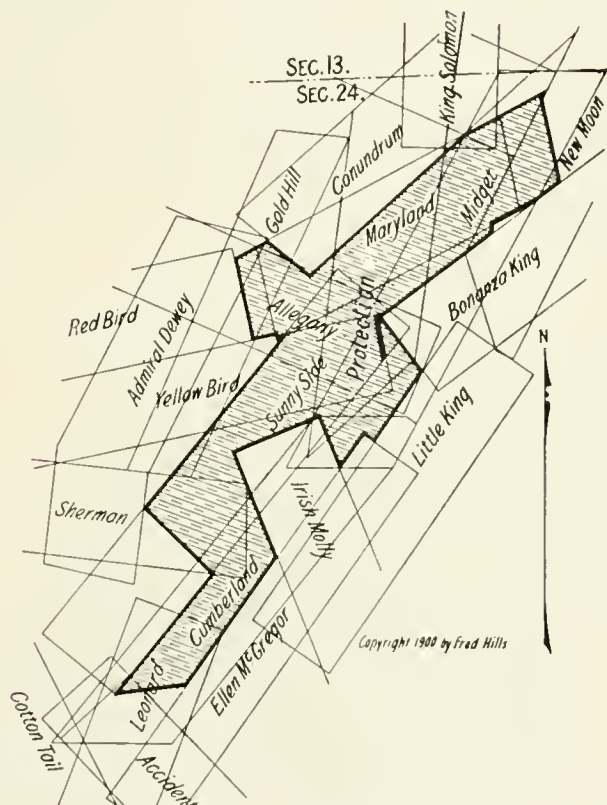 SEC.13.
SEC.24.
King Solomon
New Moon
Conundrum
Gold Hill
Midget
Maryland
Bonanza King
Allegany
Protection
Red Bird
Admiral Dewey
Yellow Bird
Sunny Side
N
Little King
Sherman
Irish Molly
Cumberland
Copyright 1900 by Fred Hills
Ellen McGregor
Leonard
Cotton Tail
Accident